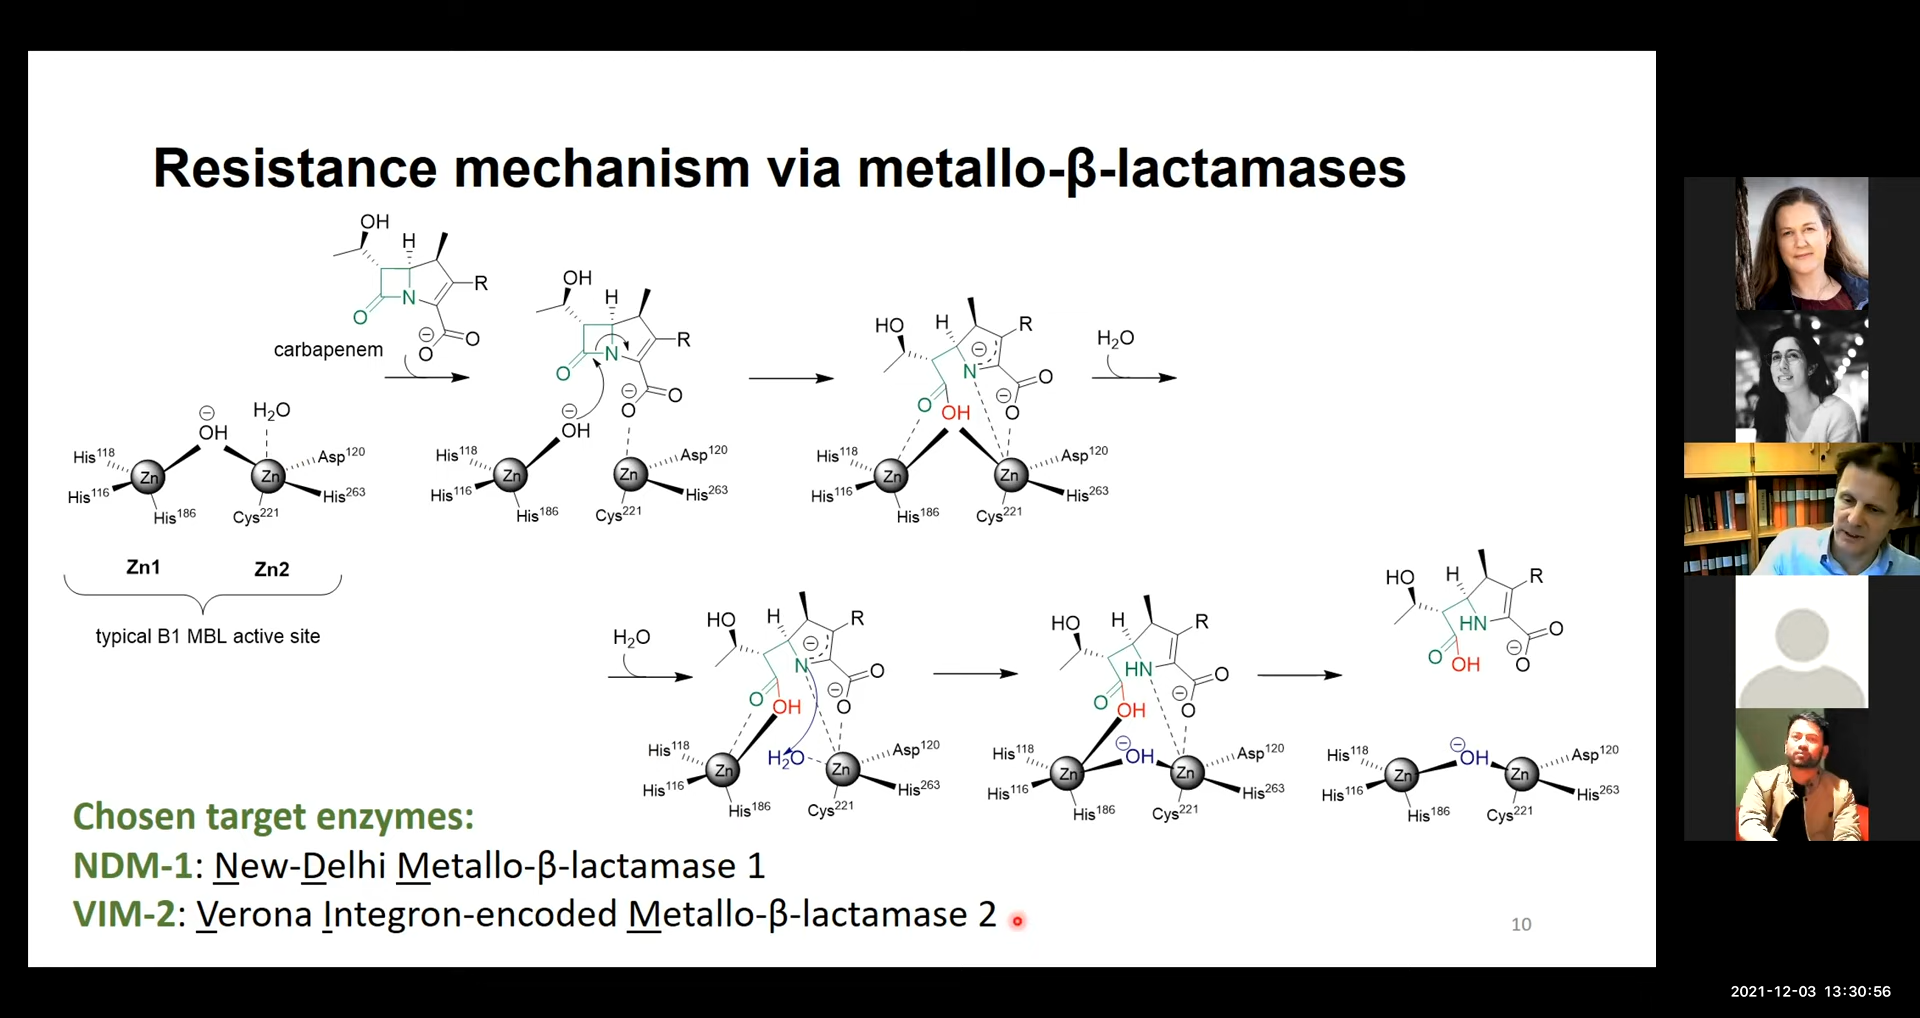 Resistance mechanism via metallo-β-lactamases
OH
H
N
R
O
⊖
O
O
carbapenem
⊖
OH
H₂O
His¹¹⁸
Zn
Zn
Asp¹²⁰
His¹¹⁶
His²⁶³
His¹⁸⁶
Cys²²¹
Zn1
Zn2
typical B1 MBL active site
OH
H
R
N
O
⊖
O
O
⊖
OH
His¹¹⁸
Zn
Zn
Asp¹²⁰
His¹¹⁶
His²⁶³
His¹⁸⁶
Cys²²¹
HO
H
R
⊖
N
O
O
OH
⊖
O
His¹¹⁸
Zn
Zn
Asp¹²⁰
His¹¹⁶
His²⁶³
His¹⁸⁶
Cys²²¹
H₂O
H₂O
HO
H
R
⊖
N
O
O
OH
⊖
O
H₂O
His¹¹⁸
Zn
Zn
Asp¹²⁰
His¹¹⁶
His²⁶³
His¹⁸⁶
Cys²²¹
HO
H
R
HN
O
O
OH
⊖
O
⊖
OH
His¹¹⁸
Zn
Zn
Asp¹²⁰
His¹¹⁶
His²⁶³
His¹⁸⁶
Cys²²¹
HO
H
R
HN
O
O
OH
⊖
O
⊖
OH
His¹¹⁸
Zn
Zn
Asp¹²⁰
His¹¹⁶
His²⁶³
His¹⁸⁶
Cys²²¹
Chosen target enzymes:
NDM-1: New-Delhi Metallo-β-lactamase 1
VIM-2: Verona Integron-encoded Metallo-β-lactamase 2
10
2021-12-03 13:30:56